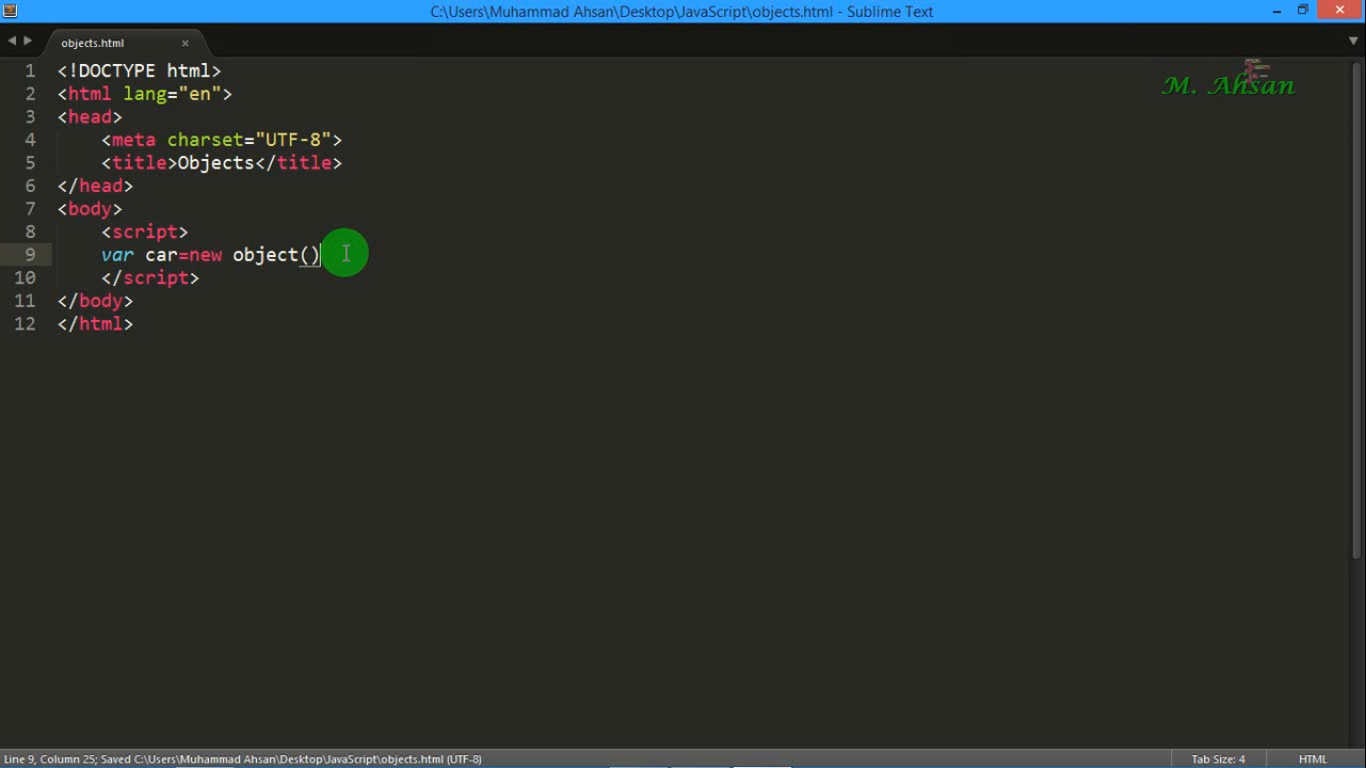 C:\Users\Muhammad Ahsan\Desktop\JavaScript\objects.html - Sublime Text
objects.html
M. Ahsan
1 <!DOCTYPE html>
2 <html lang="en">
3 <head>
4 <meta charset="UTF-8">
5 <title>Objects</title>
6 </head>
7 <body>
8 <script>
9 var car=new object()
10 </script>
11 </body>
12 </html>
Line 9, Column 25; Saved C:\Users\Muhammad Ahsan\Desktop\JavaScript\objects.html (UTF-8)
Tab Size: 4
HTML